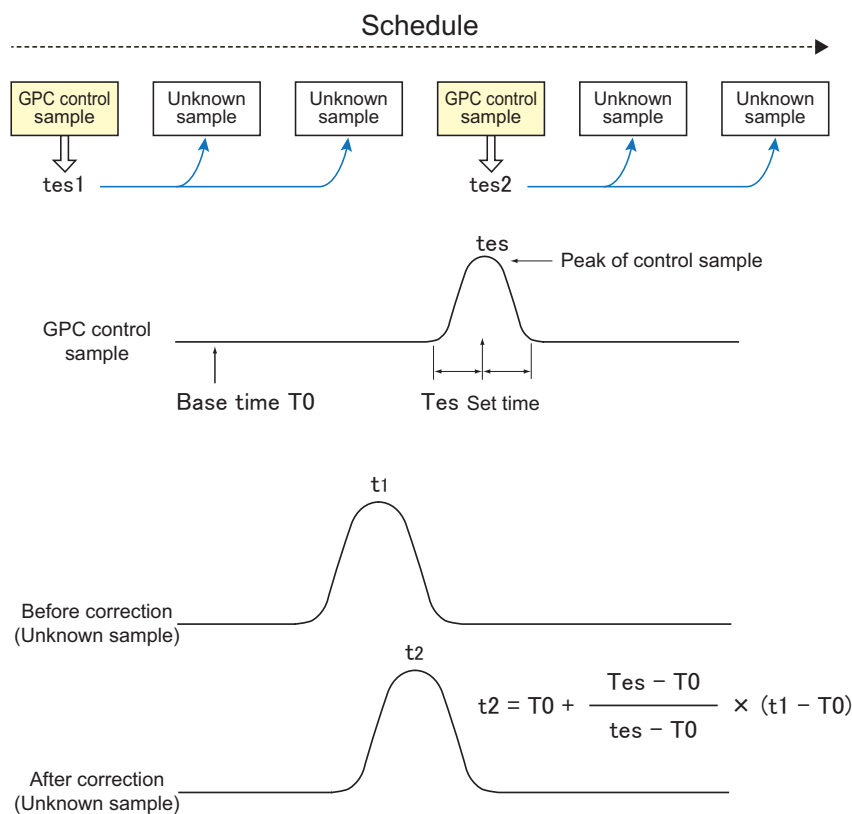 Schedule
GPC control
sample
Unknown
sample
Unknown
sample
GPC control
sample
Unknown
sample
Unknown
sample
tes1
tes2
tes
Peak of control sample
GPC control
sample
Base time T0
Tes Set time
t1
Before correction
(Unknown sample)
t2
t2 = T0 + Tes − T0 / tes − T0 × (t1 − T0)
After correction
(Unknown sample)